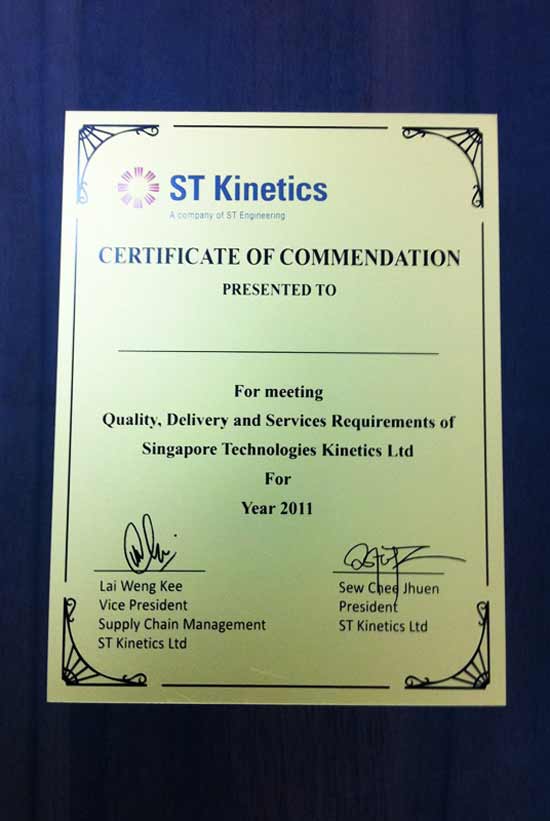 ST Kinetics
A company of ST Engineering
CERTIFICATE OF COMMENDATION
PRESENTED TO
For meeting
Quality, Delivery and Services Requirements of
Singapore Technologies Kinetics Ltd
For
Year 2011
Lai Weng Kee
Vice President
Supply Chain Management
ST Kinetics Ltd
Sew Chee Jhuen
President
ST Kinetics Ltd